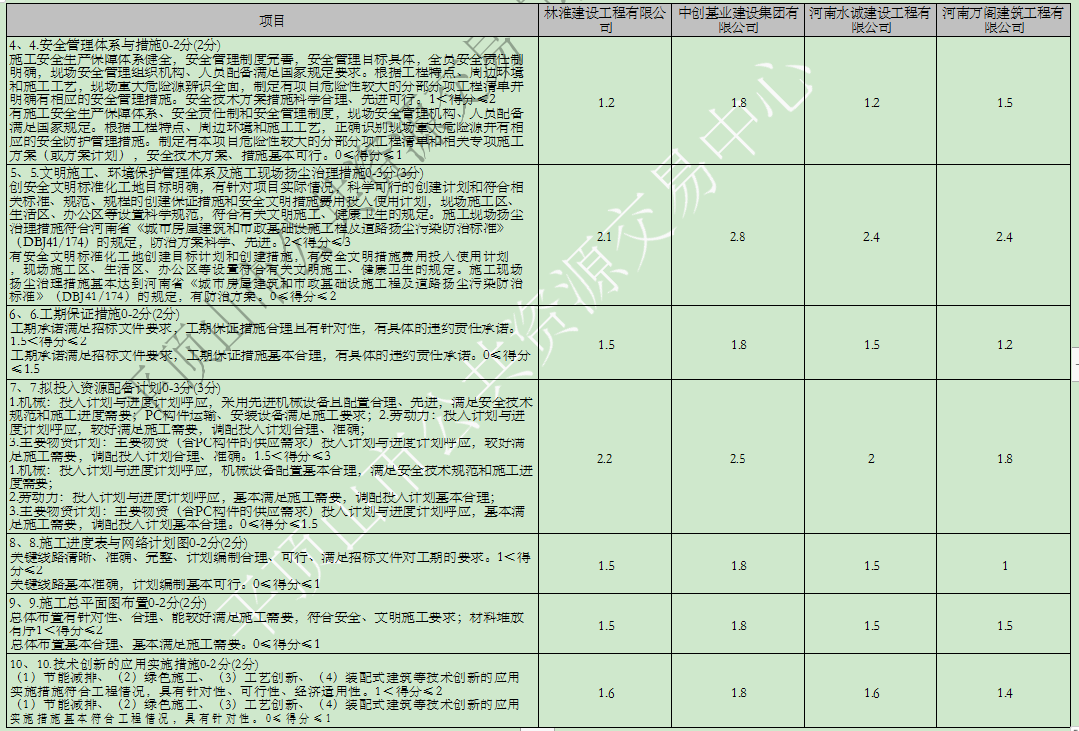 项目
林淮建设工程有限公
司
中创基业建设集团有
限公司
河南水诚建设工程有
限公司
河南万阁建筑工程有
限公司
4、4.安全管理体系与措施0-2分(2分)
施工安全生产保障体系健全，安全管理制度完善，安全管理目标具体，全员安全责任制
明确，现场安全管理组织机构、人员配备满足国家规定要求。根据工程特点、周边环境
和施工工艺，现场重大危险源辨识全面，制定有项目危险性较大的分部分项工程清单并
明确有相应的安全管理措施。安全技术方案措施科学合理、先进可行。1＜得分≤2
有施工安全生产保障体系、安全责任制和安全管理制度，现场安全管理机构、人员配备
满足国家规定。根据工程特点、周边环境和施工工艺，正确识别现场重大危险源并有相
应的安全防护管理措施。制定有本项目危险性较大的分部分项工程清单和相关专项施工
方案（或方案计划），安全技术方案、措施基本可行。0≤得分≤1
1.2
1.8
1.2
1.5
5、5.文明施工、环境保护管理体系及施工现场扬尘治理措施0-3分(3分)
创安全文明标准化工地目标明确，有针对项目实际情况、科学可行的创建计划和符合相
关标准、规范、规程的创建保证措施和安全文明措施费用投入使用计划，现场施工区、
生活区、办公区等设置科学规范，符合有关文明施工、健康卫生的规定。施工现场扬尘
治理措施符合河南省《城市房屋建筑和市政基础设施工程及道路扬尘污染防治标准》
（DBJ41/174）的规定，防治方案科学、先进。2＜得分≤3
有安全文明标准化工地创建目标计划和创建措施，有安全文明措施费用投入使用计划
，现场施工区、生活区、办公区等设置符合有关文明施工、健康卫生的规定。施工现场
扬尘治理措施基本达到河南省《城市房屋建筑和市政基础设施工程及道路扬尘污染防治
标准》（DBJ41/174）的规定，有防治方案。0≤得分≤2
2.1
2.8
2.4
2.4
6、6.工期保证措施0-2分(2分)
工期承诺满足招标文件要求，工期保证措施合理且有针对性，有具体的违约责任承诺。
1.5＜得分≤2
工期承诺满足招标文件要求，工期保证措施基本合理，有具体的违约责任承诺。0≤得分
≤1.5
1.5
1.8
1.5
1.2
7、7.拟投入资源配备计划0-3分(3分)
1.机械：投入计划与进度计划呼应，采用先进机械设备且配置合理、先进，满足安全技术
规范和施工进度需要；PC构件运输、安装设备满足施工要求；2.劳动力：投入计划与进
度计划呼应，较好满足施工需要，调配投入计划合理、准确；
3.主要物资计划：主要物资（含PC构件的供应需求）投入计划与进度计划呼应，较好满
足施工需要，调配投入计划合理、准确。1.5＜得分≤3
1.机械：投入计划与进度计划呼应，机械设备配置基本合理，满足安全技术规范和施工进
度需要；
2.劳动力：投入计划与进度计划呼应，基本满足施工需要，调配投入计划基本合理；
3.主要物资计划：主要物资（含PC构件的供应需求）投入计划与进度计划呼应，基本满
足施工需要，调配投入计划基本合理。0≤得分≤1.5
2.2
2.5
2
1.8
8、8.施工进度表与网络计划图0-2分(2分)
关键线路清晰、准确、完整、计划编制合理、可行、满足招标文件对工期的要求。1＜得
分≤2
关键线路基本准确，计划编制基本可行。0≤得分≤1
1.5
1.8
1.5
1
9、9.施工总平面图布置0-2分(2分)
总体布置有针对性、合理、能较好满足施工需要，符合安全、文明施工要求；材料堆放
有序1＜得分≤2
总体布置基本合理、基本满足施工需要。0≤得分≤1
1.5
1.8
1.5
1.5
10、10.技术创新的应用实施措施0-2分(2分)
（1）节能减排、（2）绿色施工、（3）工艺创新、（4）装配式建筑等技术创新的应用
实施措施符合工程情况，具有针对性、可行性、经济适用性。1＜得分≤2
（1）节能减排、（2）绿色施工、（3）工艺创新、（4）装配式建筑等技术创新的应用
实施措施基本符合工程情况，具有针对性。0≤得分≤1
1.6
1.8
1.6
1.4
平顶山市公共资源交易中心